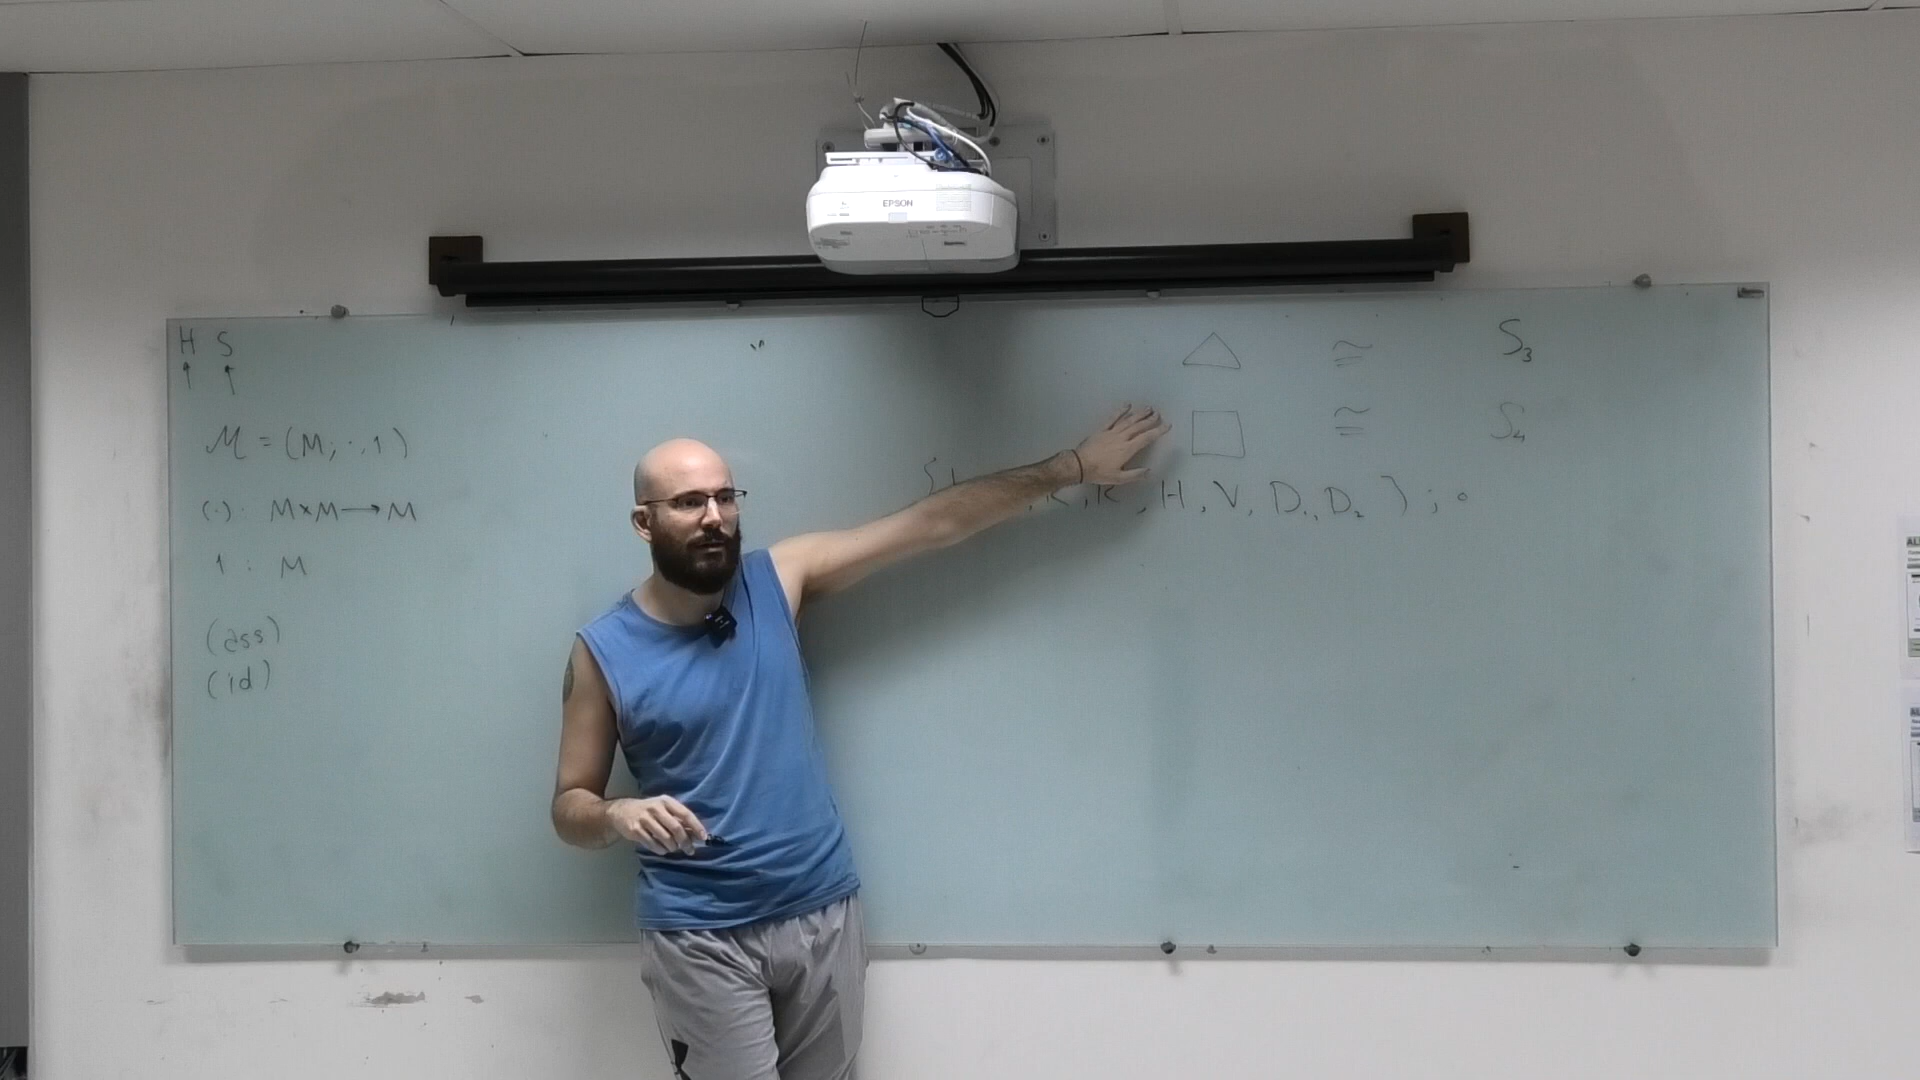 EPSON
H S
↑ ↑
M = (M; ·, 1)
(·) : M × M → M
1 : M
(ass)
(id)
△ ≅ S₃
□ ≅ S₄
, R, R, H, V, D₁, D₂ } ; ∘